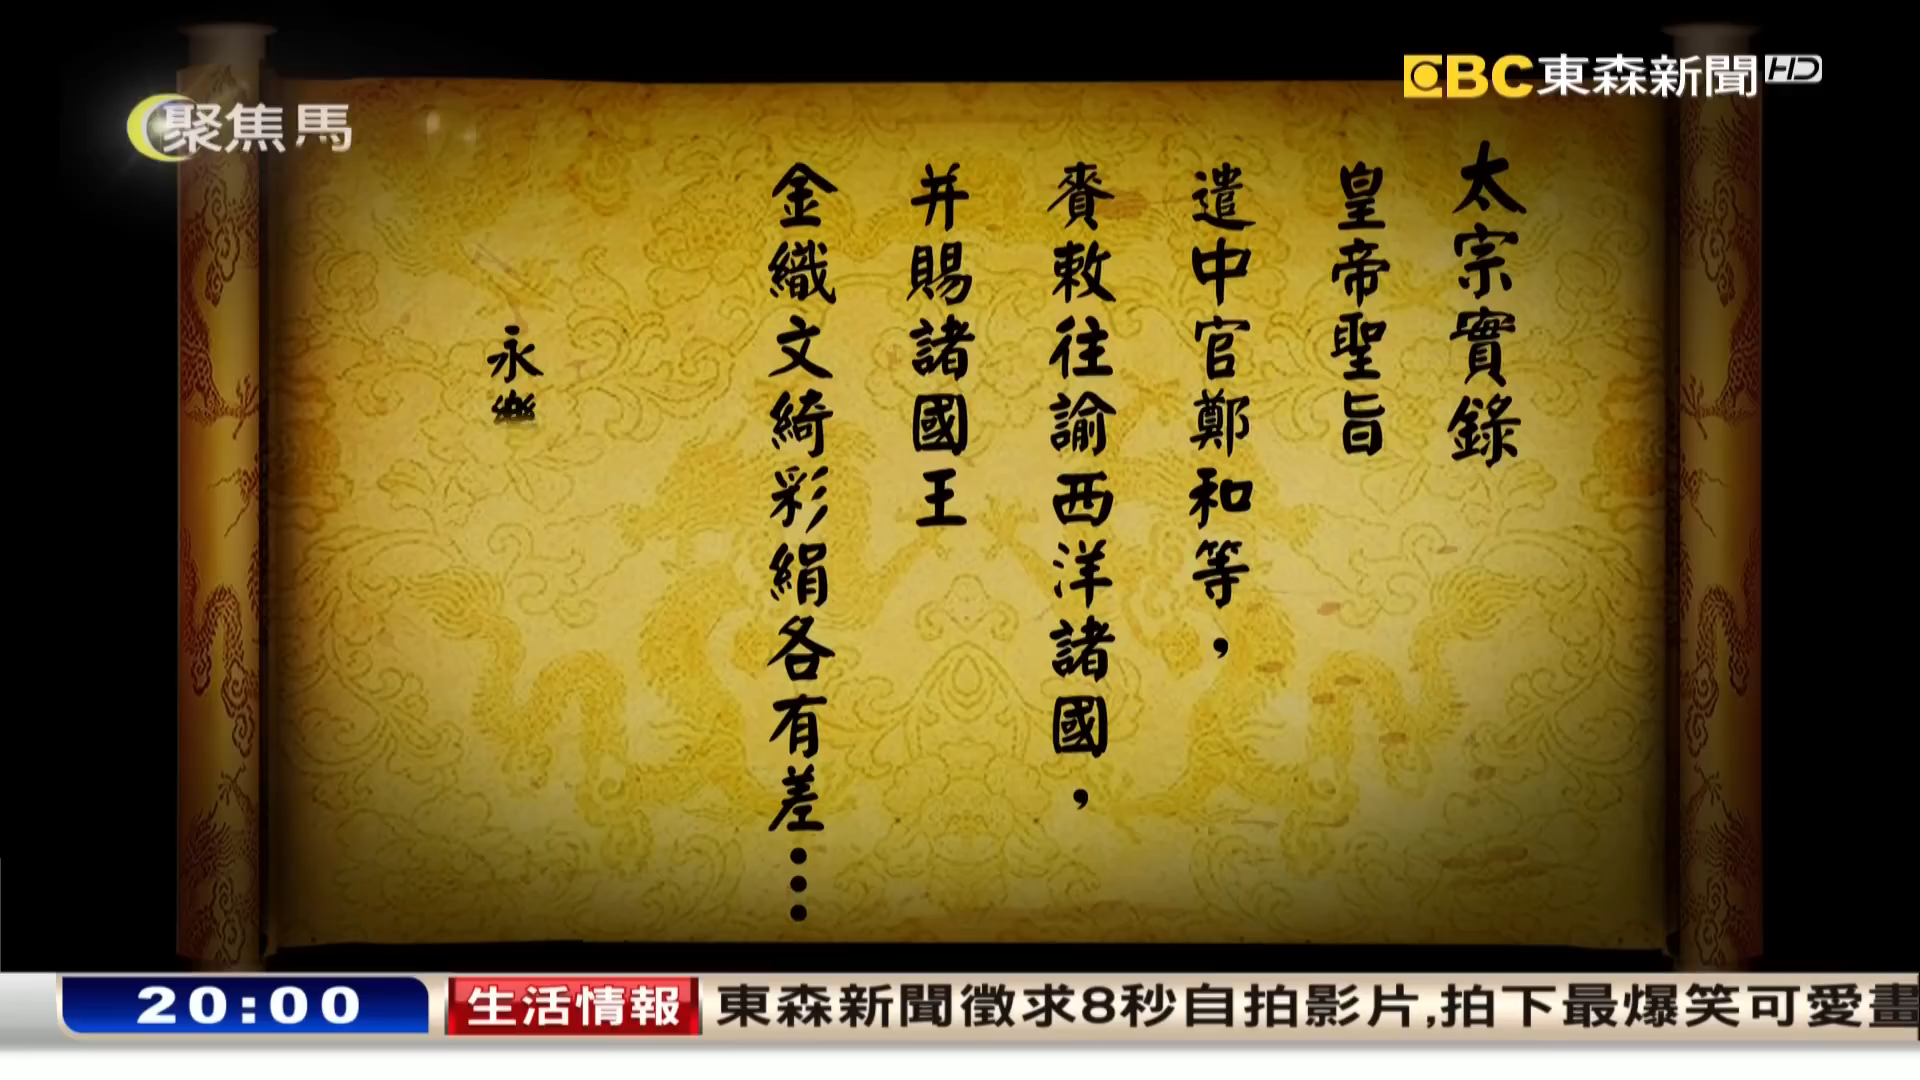 聚焦馬
EBC東森新聞HD
太宗實錄
皇帝聖旨
遣中官鄭和等，
賚敕往諭西洋諸國，
并賜諸國王
金織文綺彩絹各有差…
永樂
20:00
生活情報
東森新聞徵求8秒自拍影片,拍下最爆笑可愛畫